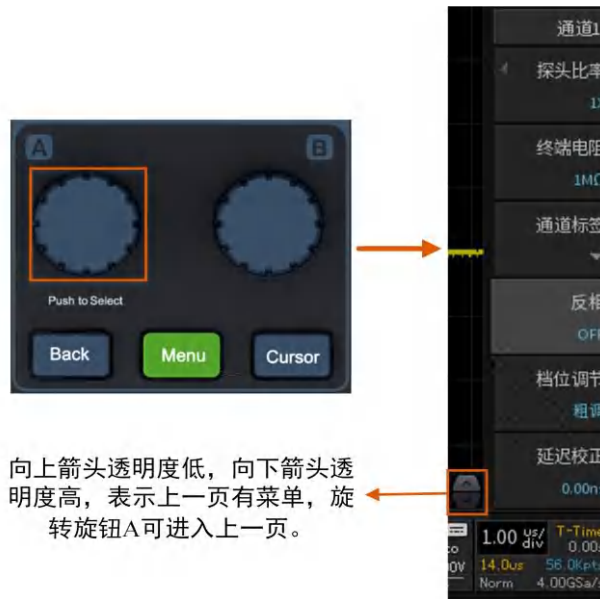 A
B
Push to Select
Back
Menu
Cursor
向上箭头透明度低，向下箭头透
明度高，表示上一页有菜单，旋
转旋钮A可进入上一页。
通道1
探头比率
1X
终端电阻
1MΩ
通道标签
反相
OFF
档位调节
粗调
延迟校正
0.00n
1.00 us/div
T-Time
0.00
14.0us
56.0Kpts
Norm
4.00GSa/s